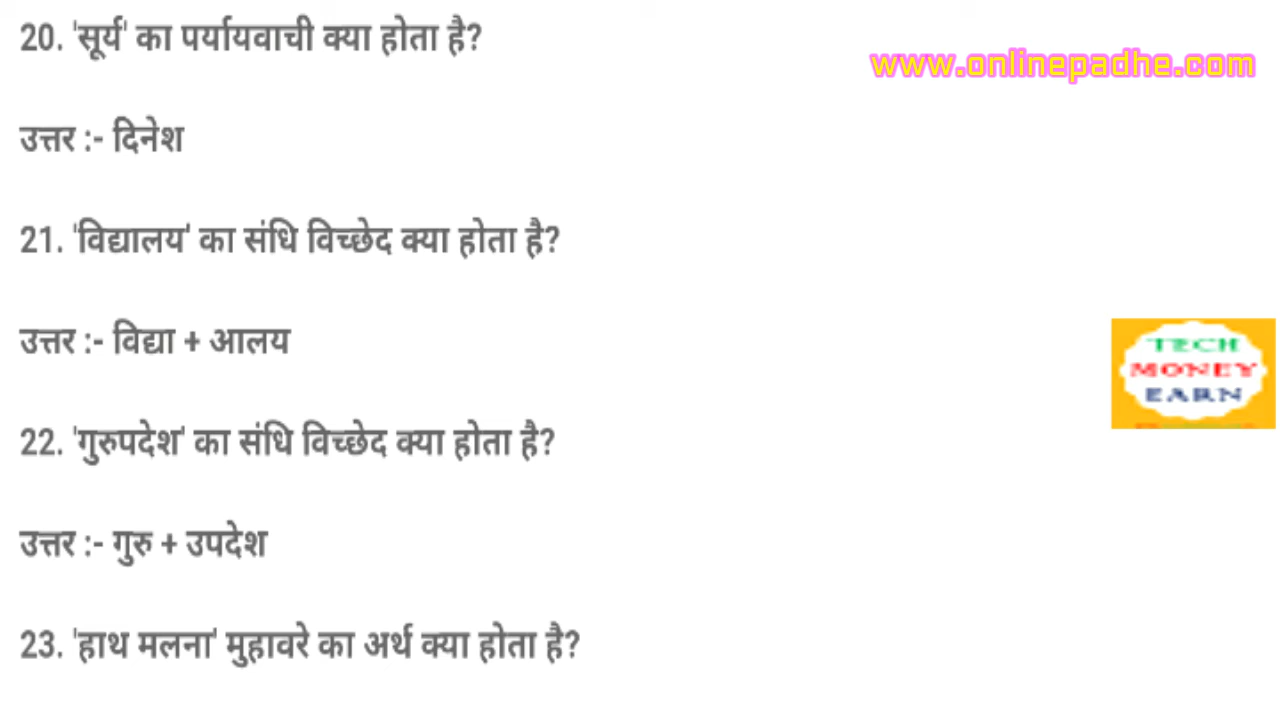 20. 'सूर्य' का पर्यायवाची क्या होता है?
www.onlinepadhe.com
उत्तर :- दिनेश
21. 'विद्यालय' का संधि विच्छेद क्या होता है?
उत्तर :- विद्या + आलय
TECH
MONEY
EARN
22. 'गुरुपदेश' का संधि विच्छेद क्या होता है?
उत्तर :- गुरु + उपदेश
23. 'हाथ मलना' मुहावरे का अर्थ क्या होता है?